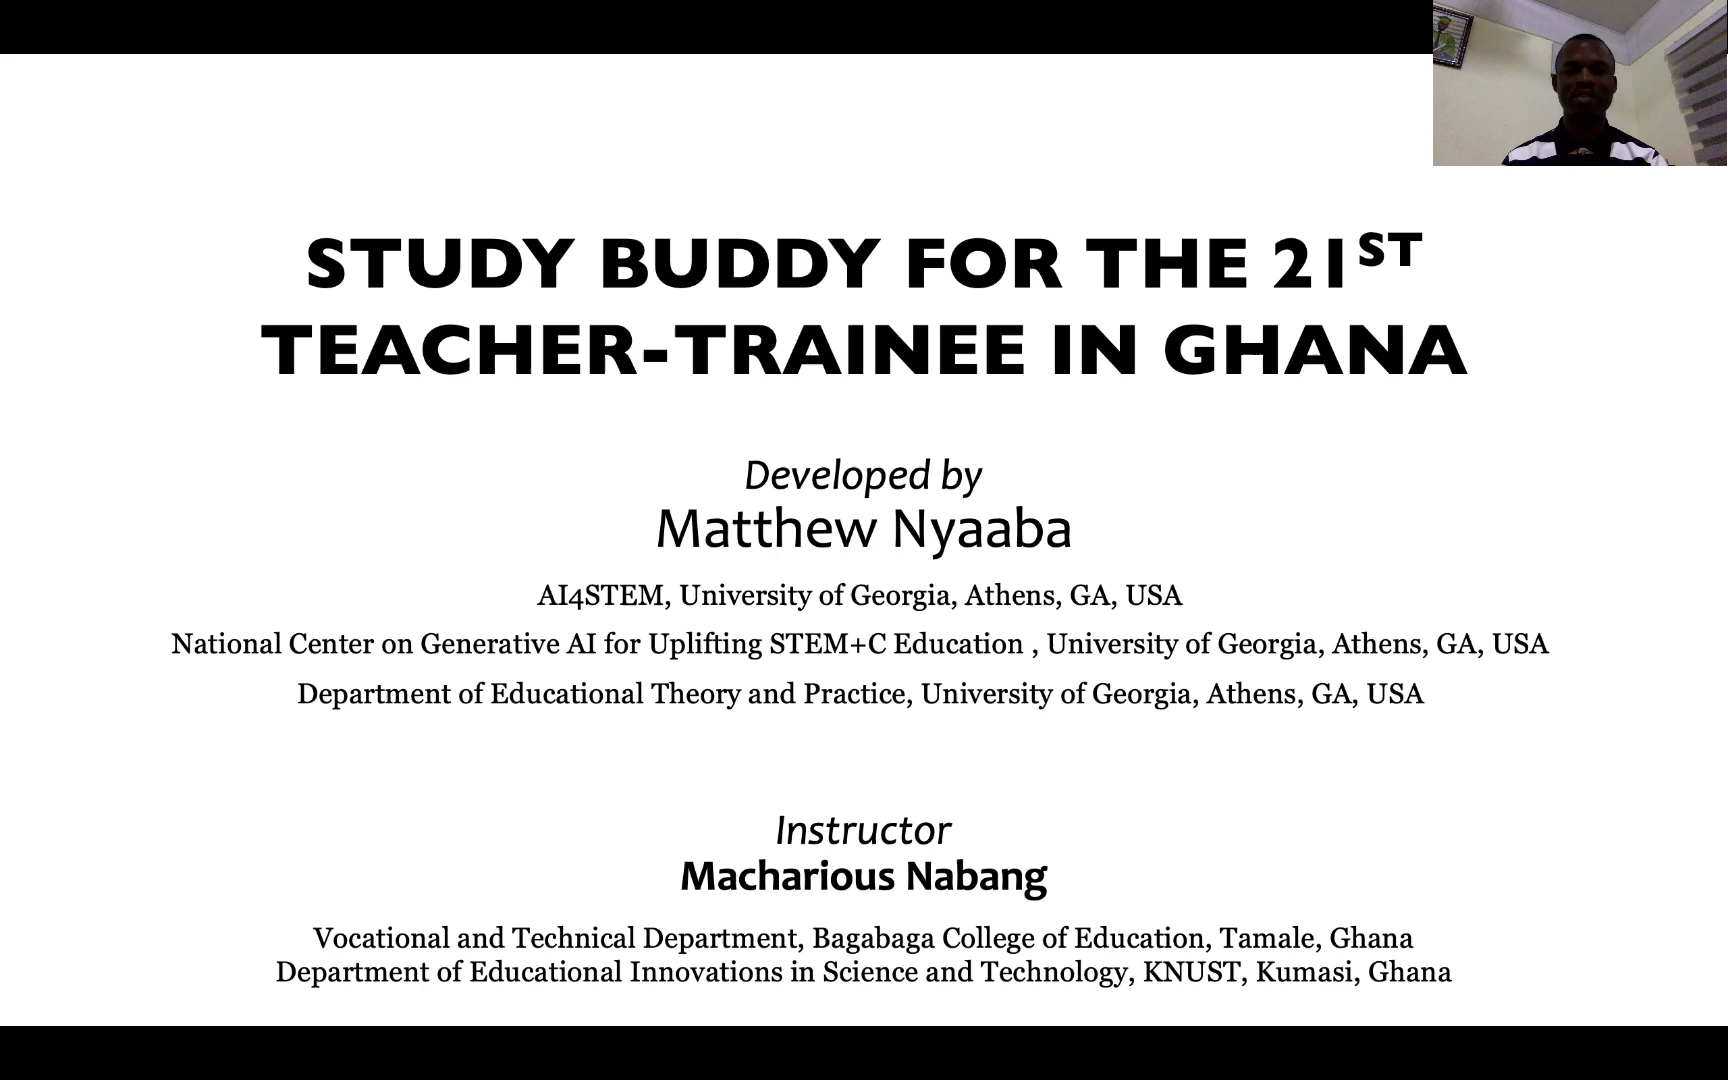 STUDY BUDDY FOR THE 21ST
TEACHER-TRAINEE IN GHANA
Developed by
Matthew Nyaaba
AI4STEM, University of Georgia, Athens, GA, USA
National Center on Generative AI for Uplifting STEM+C Education , University of Georgia, Athens, GA, USA
Department of Educational Theory and Practice, University of Georgia, Athens, GA, USA
Instructor
Macharious Nabang
Vocational and Technical Department, Bagabaga College of Education, Tamale, Ghana
Department of Educational Innovations in Science and Technology, KNUST, Kumasi, Ghana